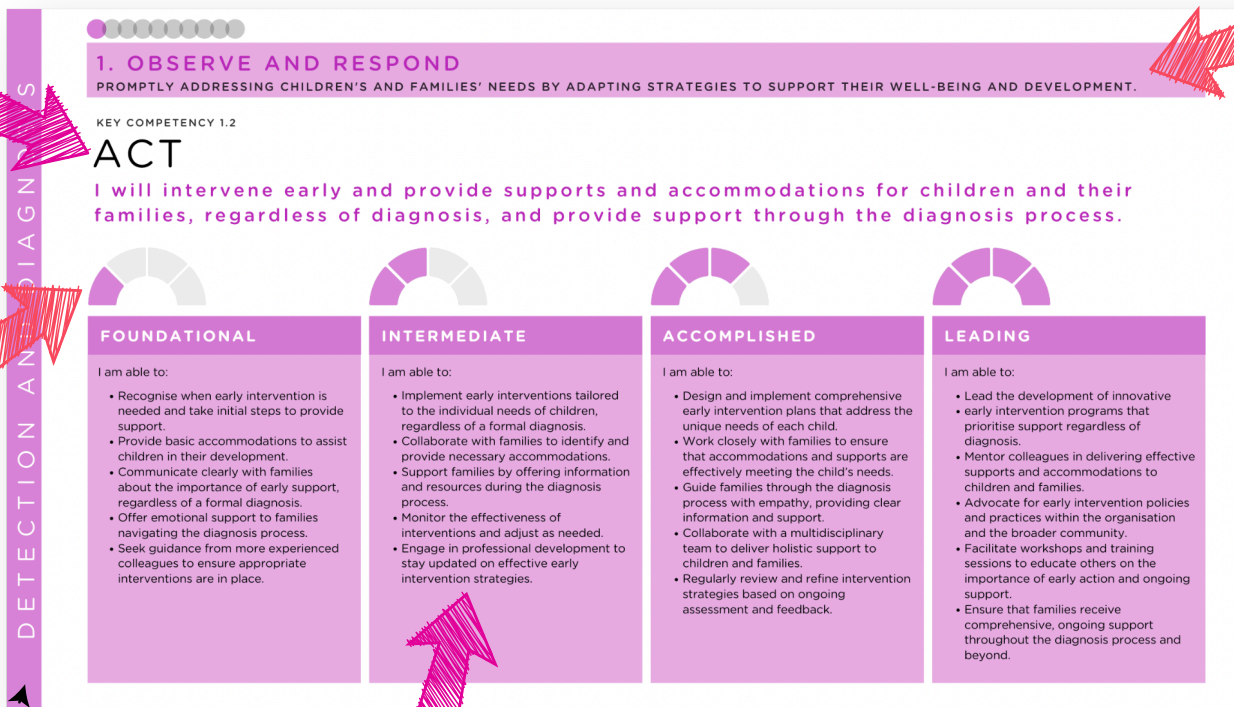 DETECTION AND DIAGNOSIS
1. OBSERVE AND RESPOND
PROMPTLY ADDRESSING CHILDREN'S AND FAMILIES' NEEDS BY ADAPTING STRATEGIES TO SUPPORT THEIR WELL-BEING AND DEVELOPMENT.
KEY COMPETENCY 1.2
ACT
I will intervene early and provide supports and accommodations for children and their
families, regardless of diagnosis, and provide support through the diagnosis process.
FOUNDATIONAL
I am able to:
• Recognise when early intervention is
needed and take initial steps to provide
support.
• Provide basic accommodations to assist
children in their development.
• Communicate clearly with families
about the importance of early support,
regardless of a formal diagnosis.
• Offer emotional support to families
navigating the diagnosis process.
• Seek guidance from more experienced
colleagues to ensure appropriate
interventions are in place.
INTERMEDIATE
I am able to:
• Implement early interventions tailored
to the individual needs of children,
regardless of a formal diagnosis.
• Collaborate with families to identify and
provide necessary accommodations.
• Support families by offering information
and resources during the diagnosis
process.
• Monitor the effectiveness of
interventions and adjust as needed.
• Engage in professional development to
stay updated on effective early
intervention strategies.
ACCOMPLISHED
I am able to:
• Design and implement comprehensive
early intervention plans that address the
unique needs of each child.
• Work closely with families to ensure
that accommodations and supports are
effectively meeting the child's needs.
• Guide families through the diagnosis
process with empathy, providing clear
information and support.
• Collaborate with a multidisciplinary
team to deliver holistic support to
children and families.
• Regularly review and refine intervention
strategies based on ongoing
assessment and feedback.
LEADING
I am able to:
• Lead the development of innovative
• early intervention programs that
prioritise support regardless of
diagnosis.
• Mentor colleagues in delivering effective
supports and accommodations to
children and families.
• Advocate for early intervention policies
and practices within the organisation
and the broader community.
• Facilitate workshops and training
sessions to educate others on the
importance of early action and ongoing
support.
• Ensure that families receive
comprehensive, ongoing support
throughout the diagnosis process and
beyond.